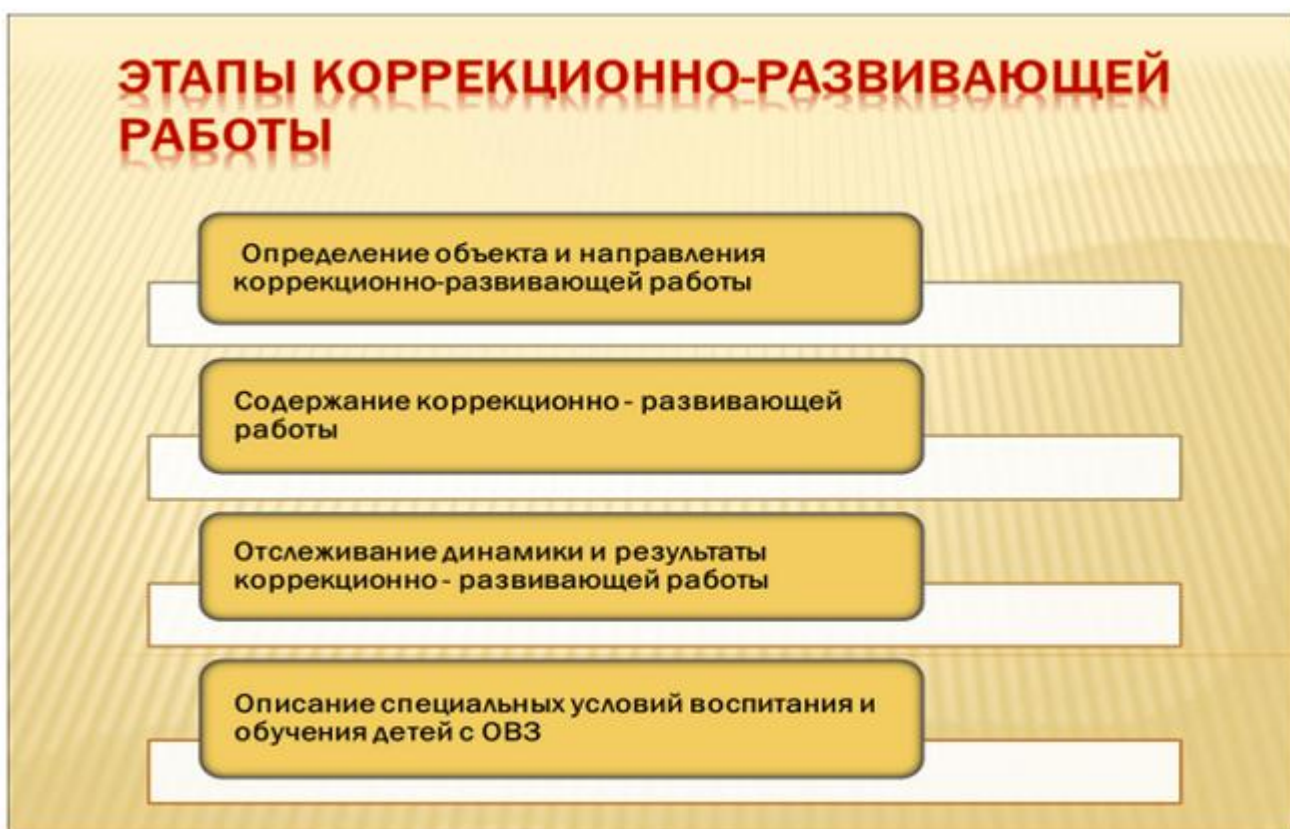 ЭТАПЫ КОРРЕКЦИОННО-РАЗВИВАЮЩЕЙ
РАБОТЫ
Определение объекта и направления
коррекционно-развивающей работы
Содержание коррекционно - развивающей
работы
Отслеживание динамики и результаты
коррекционно - развивающей работы
Описание специальных условий воспитания и
обучения детей с ОВЗ